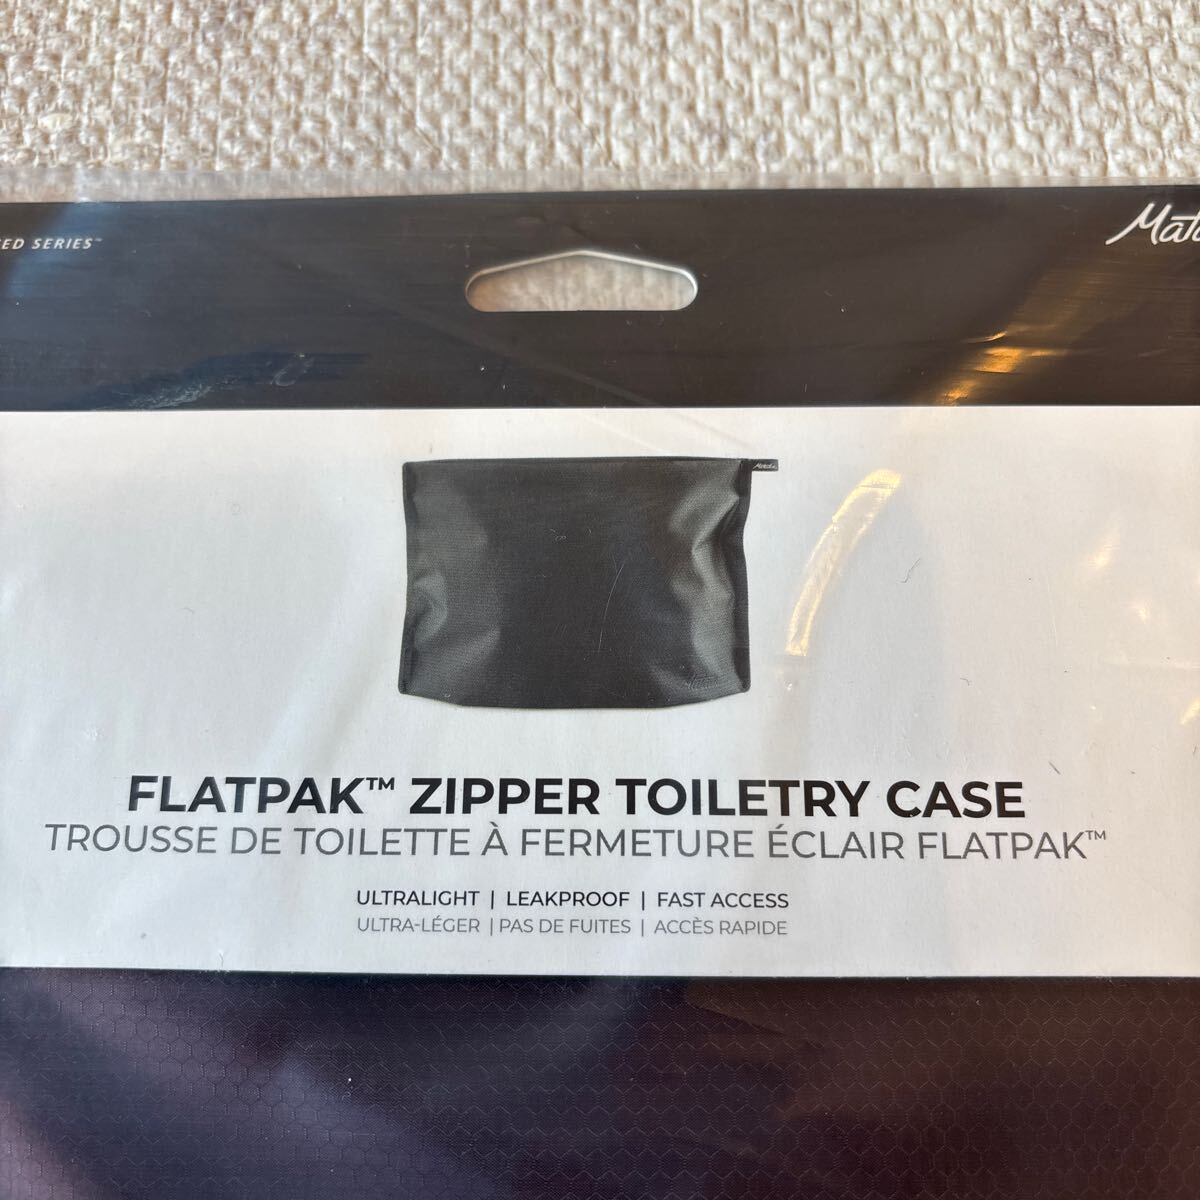 SERIES™
FLATPAK™ ZIPPER TOILETRY CASE
TROUSSE DE TOILETTE À FERMETURE ÉCLAIR FLATPAK™
ULTRALIGHT | LEAKPROOF | FAST ACCESS
ULTRA-LÉGER | PAS DE FUITES | ACCÈS RAPIDE